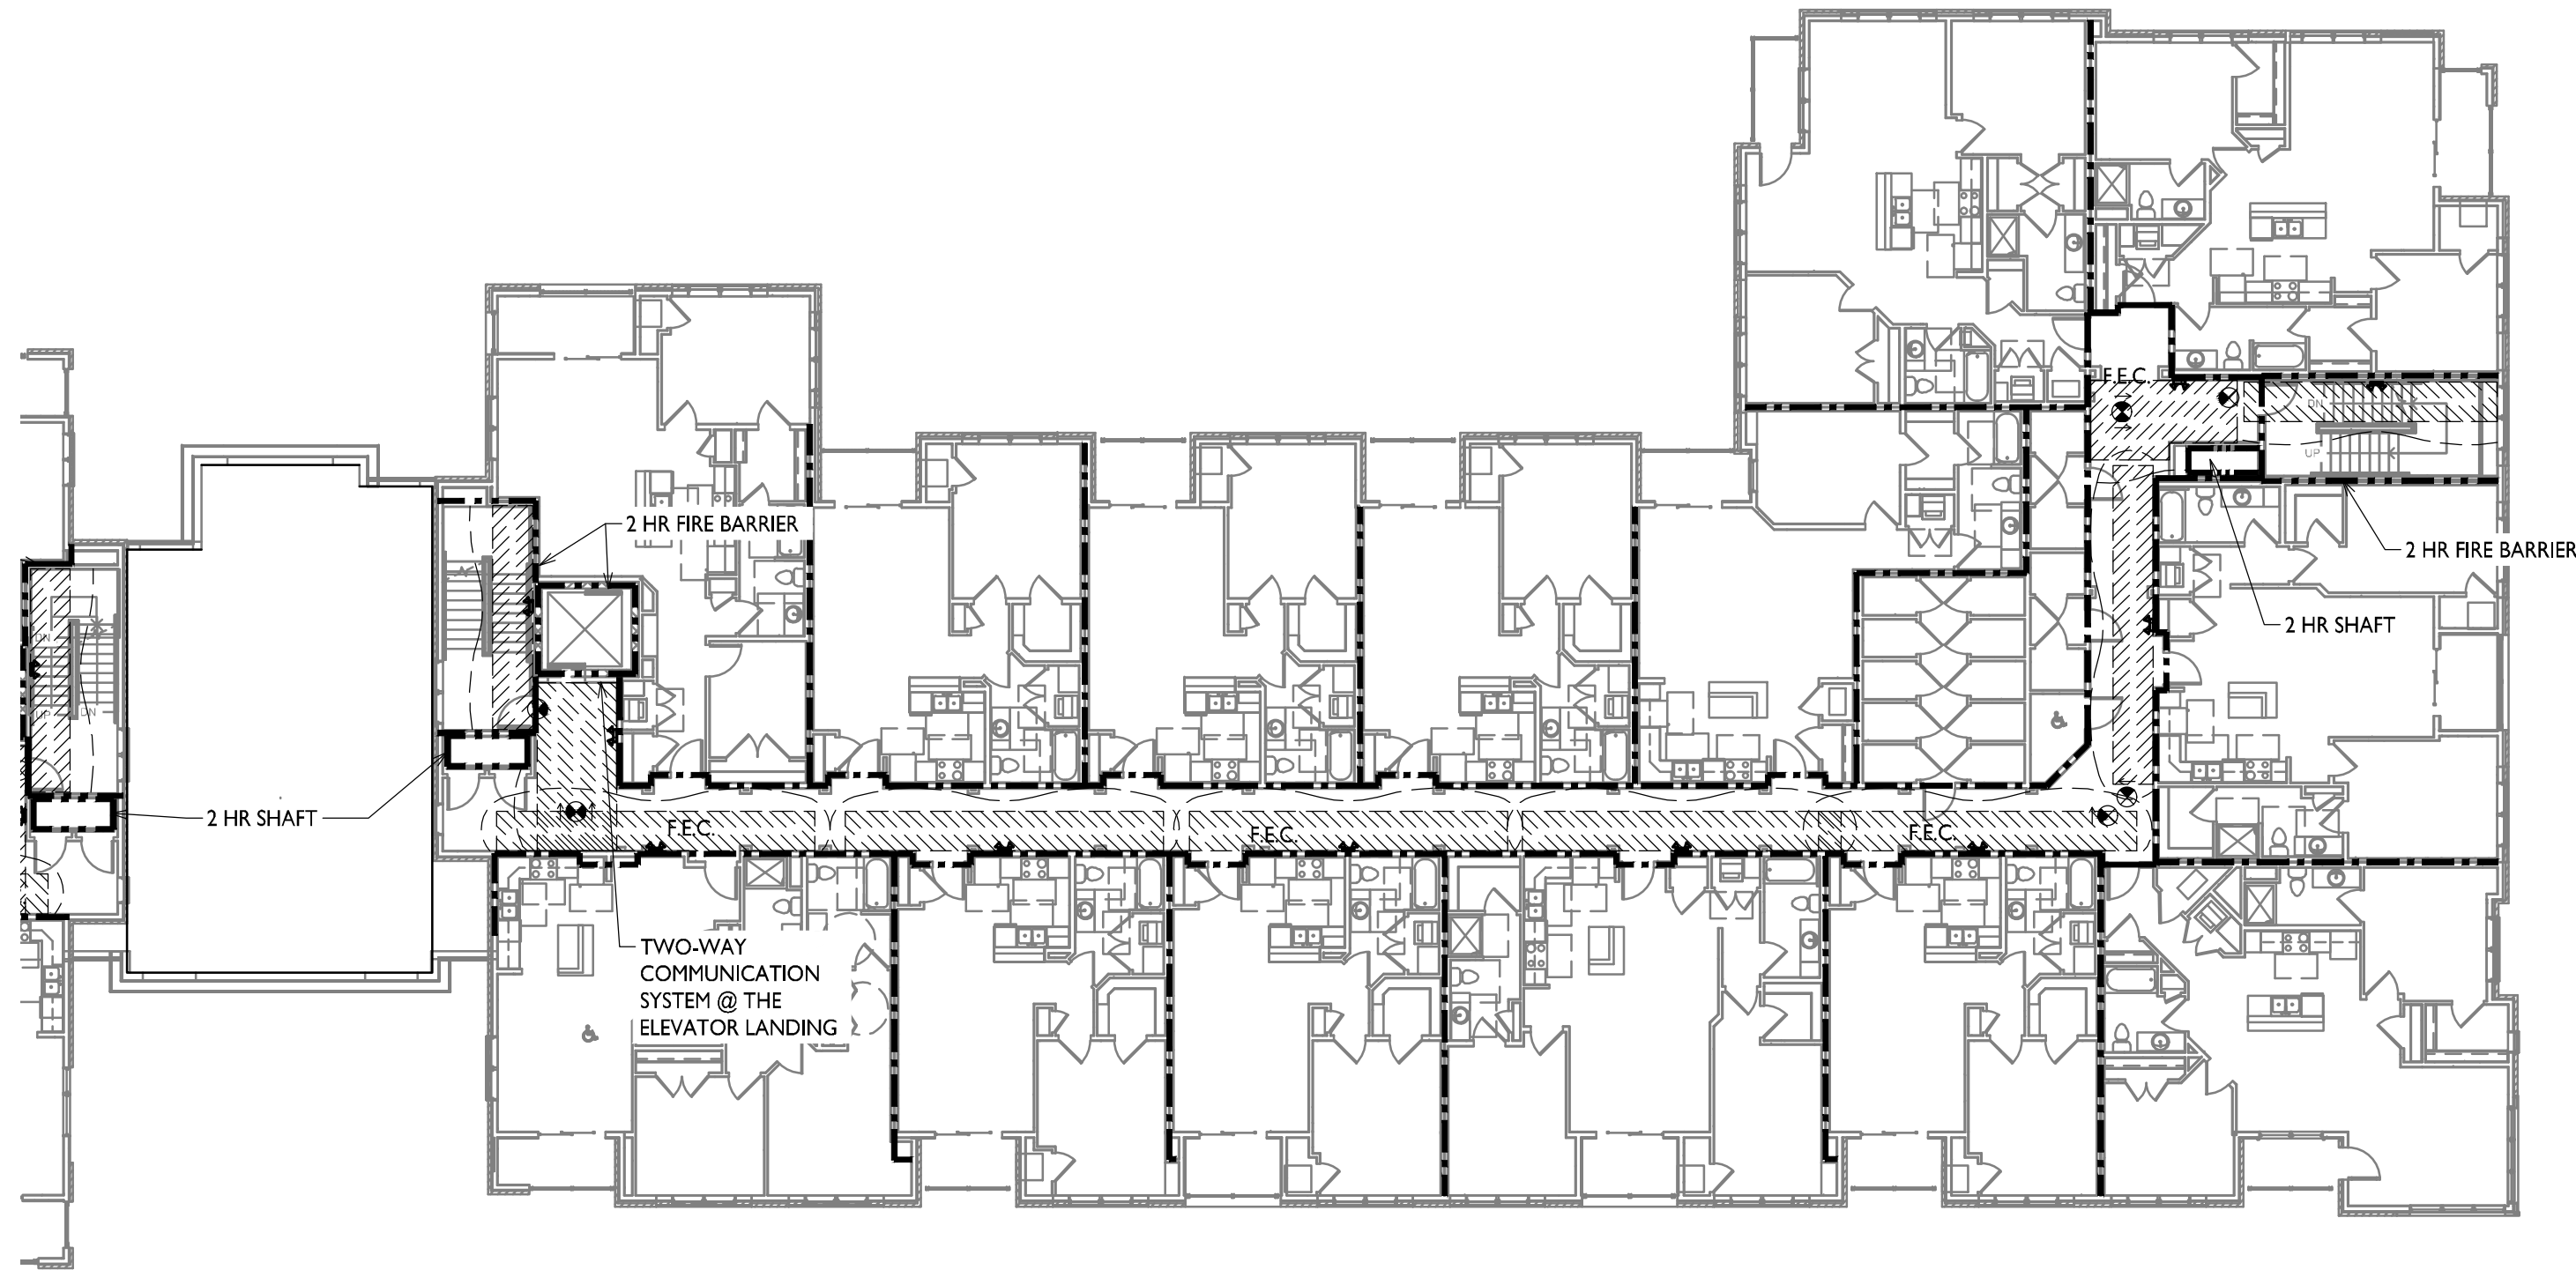 F.E.C.
DN
UP
2 HR FIRE BARRIER
2 HR FIRE BARRIER
2 HR SHAFT
DN
UP
DN
2 HR SHAFT
F.E.C.
F.E.C.
F.E.C.
TWO-WAY
COMMUNICATION
SYSTEM @ THE
ELEVATOR LANDING